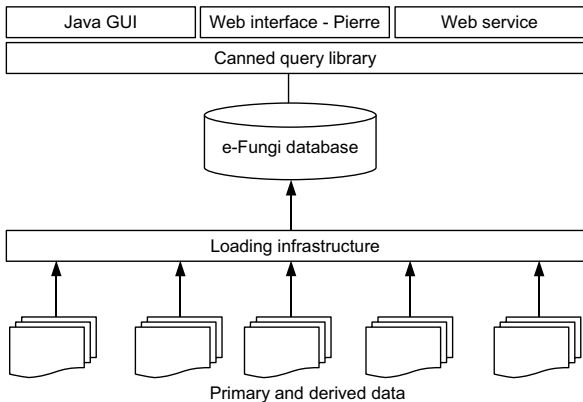 Java GUI
Web interface - Pierre
Web service
Canned query library
e-Fungi database
Loading infrastructure
Primary and derived data